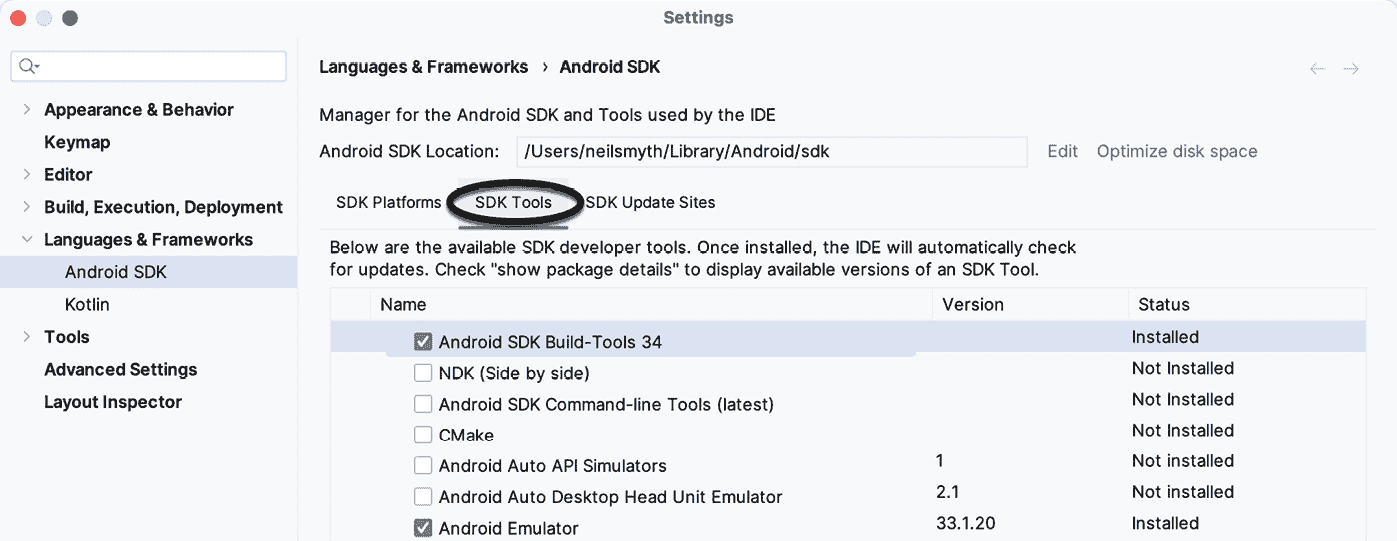 Settings
Languages & Frameworks › Android SDK
Appearance & Behavior
Keymap
Editor
Build, Execution, Deployment
Languages & Frameworks
Android SDK
Kotlin
Tools
Advanced Settings
Layout Inspector
Manager for the Android SDK and Tools used by the IDE
Android SDK Location: /Users/neilsmyth/Library/Android/sdk Edit Optimize disk space
SDK Platforms SDK Tools SDK Update Sites
Below are the available SDK developer tools. Once installed, the IDE will automatically check
for updates. Check "show package details" to display available versions of an SDK Tool.
Name Version Status
Android SDK Build-Tools 34 Installed
NDK (Side by side) Not Installed
Android SDK Command-line Tools (latest) Not Installed
CMake Not Installed
Android Auto API Simulators 1 Not installed
Android Auto Desktop Head Unit Emulator 2.1 Not installed
Android Emulator 33.1.20 Installed